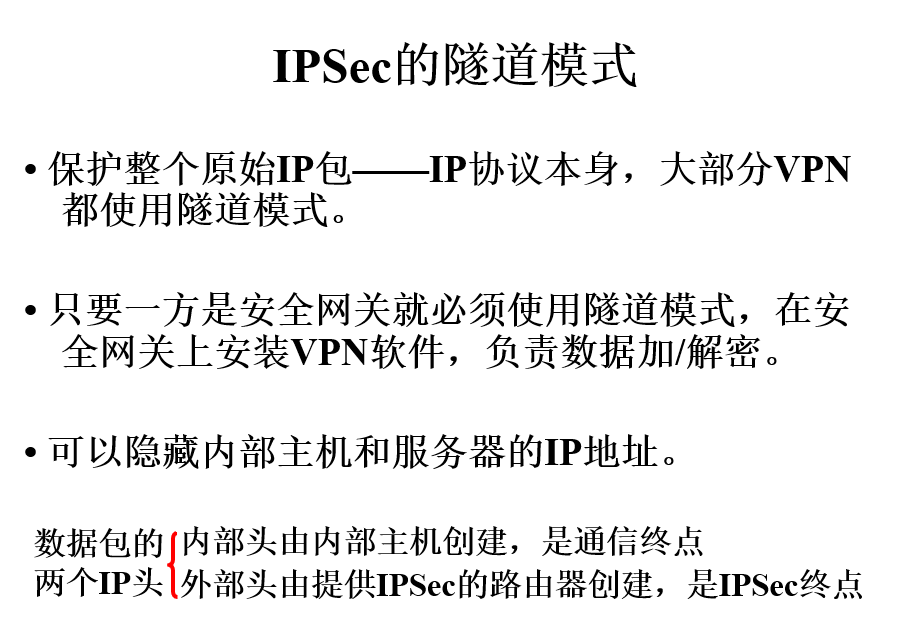 IPSec的隧道模式
• 保护整个原始IP包——IP协议本身，大部分VPN
都使用隧道模式。
• 只要一方是安全网关就必须使用隧道模式，在安
全网关上安装VPN软件，负责数据加/解密。
• 可以隐藏内部主机和服务器的IP地址。
数据包的
两个IP头
内部头由内部主机创建，是通信终点
外部头由提供IPSec的路由器创建，是IPSec终点